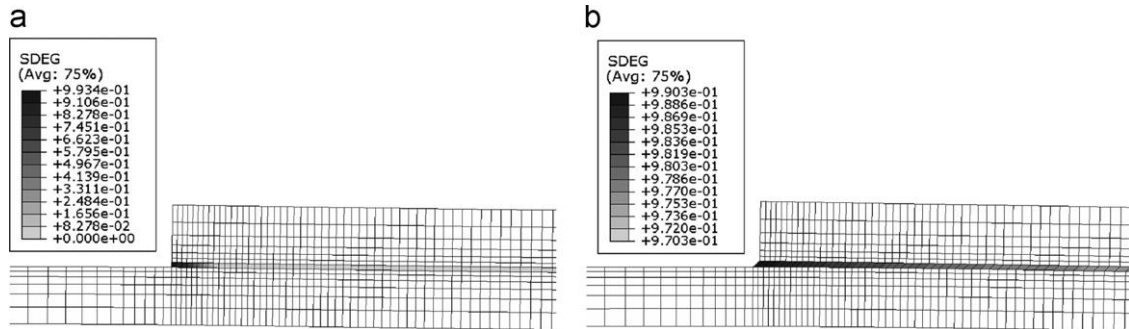 a
SDEG
(Avg: 75%)
+9.934e-01
+9.106e-01
+8.278e-01
+7.451e-01
+6.623e-01
+5.795e-01
+4.967e-01
+4.139e-01
+3.311e-01
+2.484e-01
+1.656e-01
+8.278e-02
+0.000e+00
b
SDEG
(Avg: 75%)
+9.903e-01
+9.886e-01
+9.869e-01
+9.853e-01
+9.836e-01
+9.819e-01
+9.803e-01
+9.786e-01
+9.770e-01
+9.753e-01
+9.736e-01
+9.720e-01
+9.703e-01